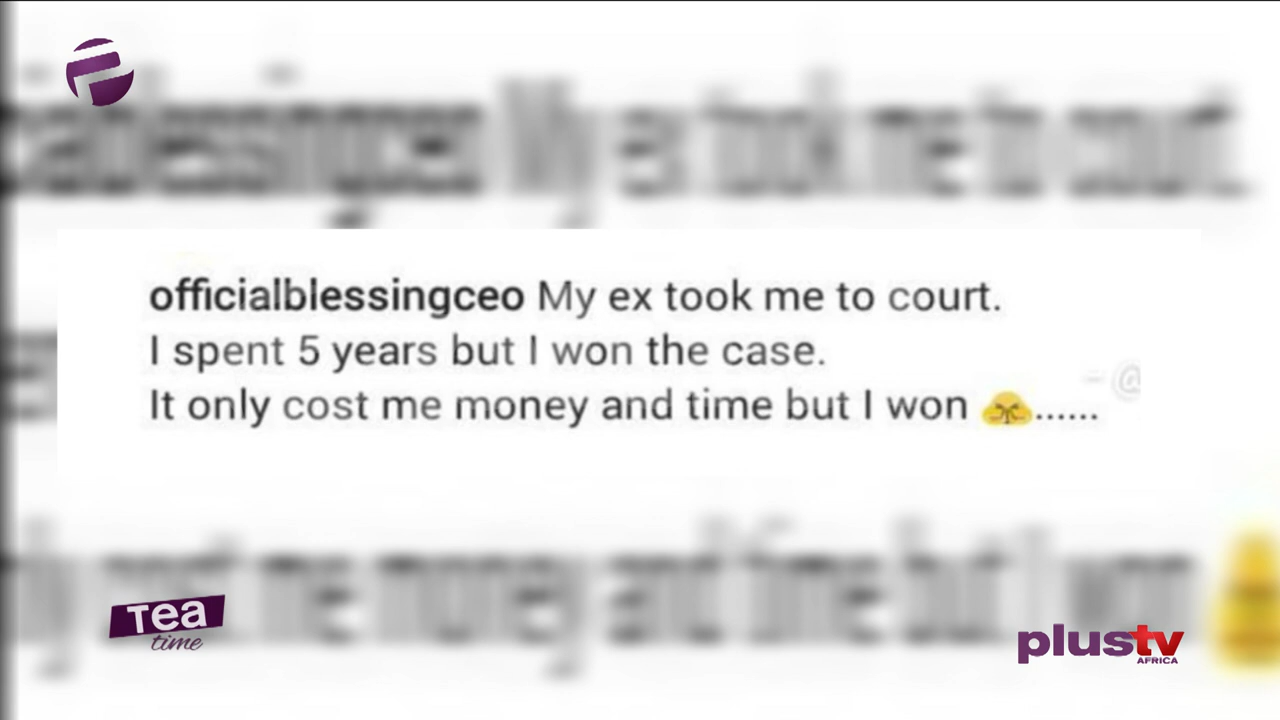 officialblessingceo My ex took me to court.
I spent 5 years but I won the case.
It only cost me money and time but I won 🙇......
@
Tea
time
plustv
AFRICA